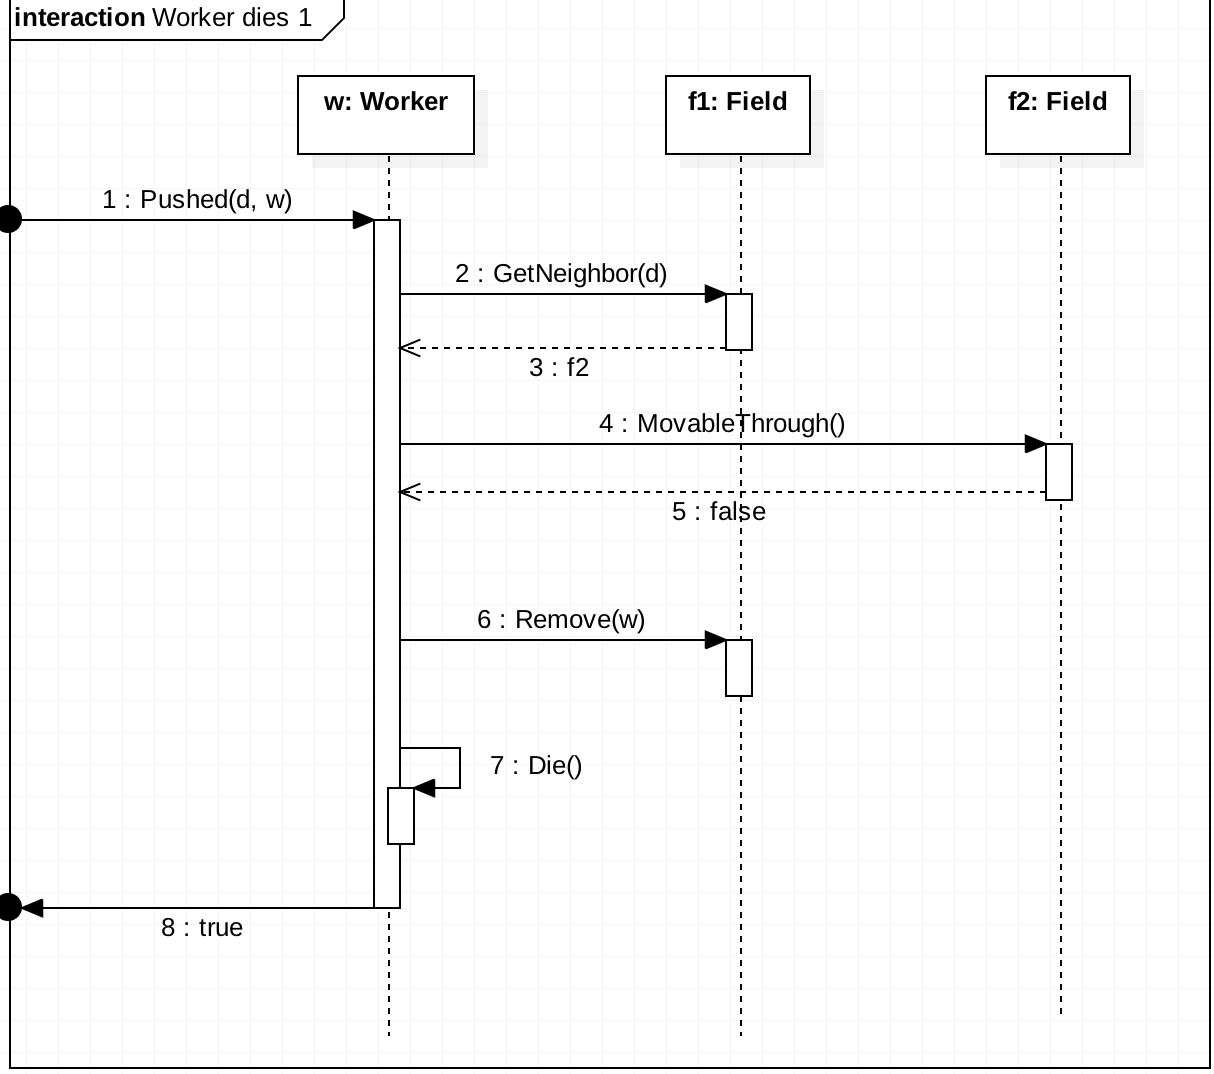 interaction Worker dies 1
w: Worker
f1: Field
f2: Field
1 : Pushed(d, w)
2 : GetNeighbor(d)
3 : f2
4 : MovableThrough()
5 : false
6 : Remove(w)
7 : Die()
8 : true